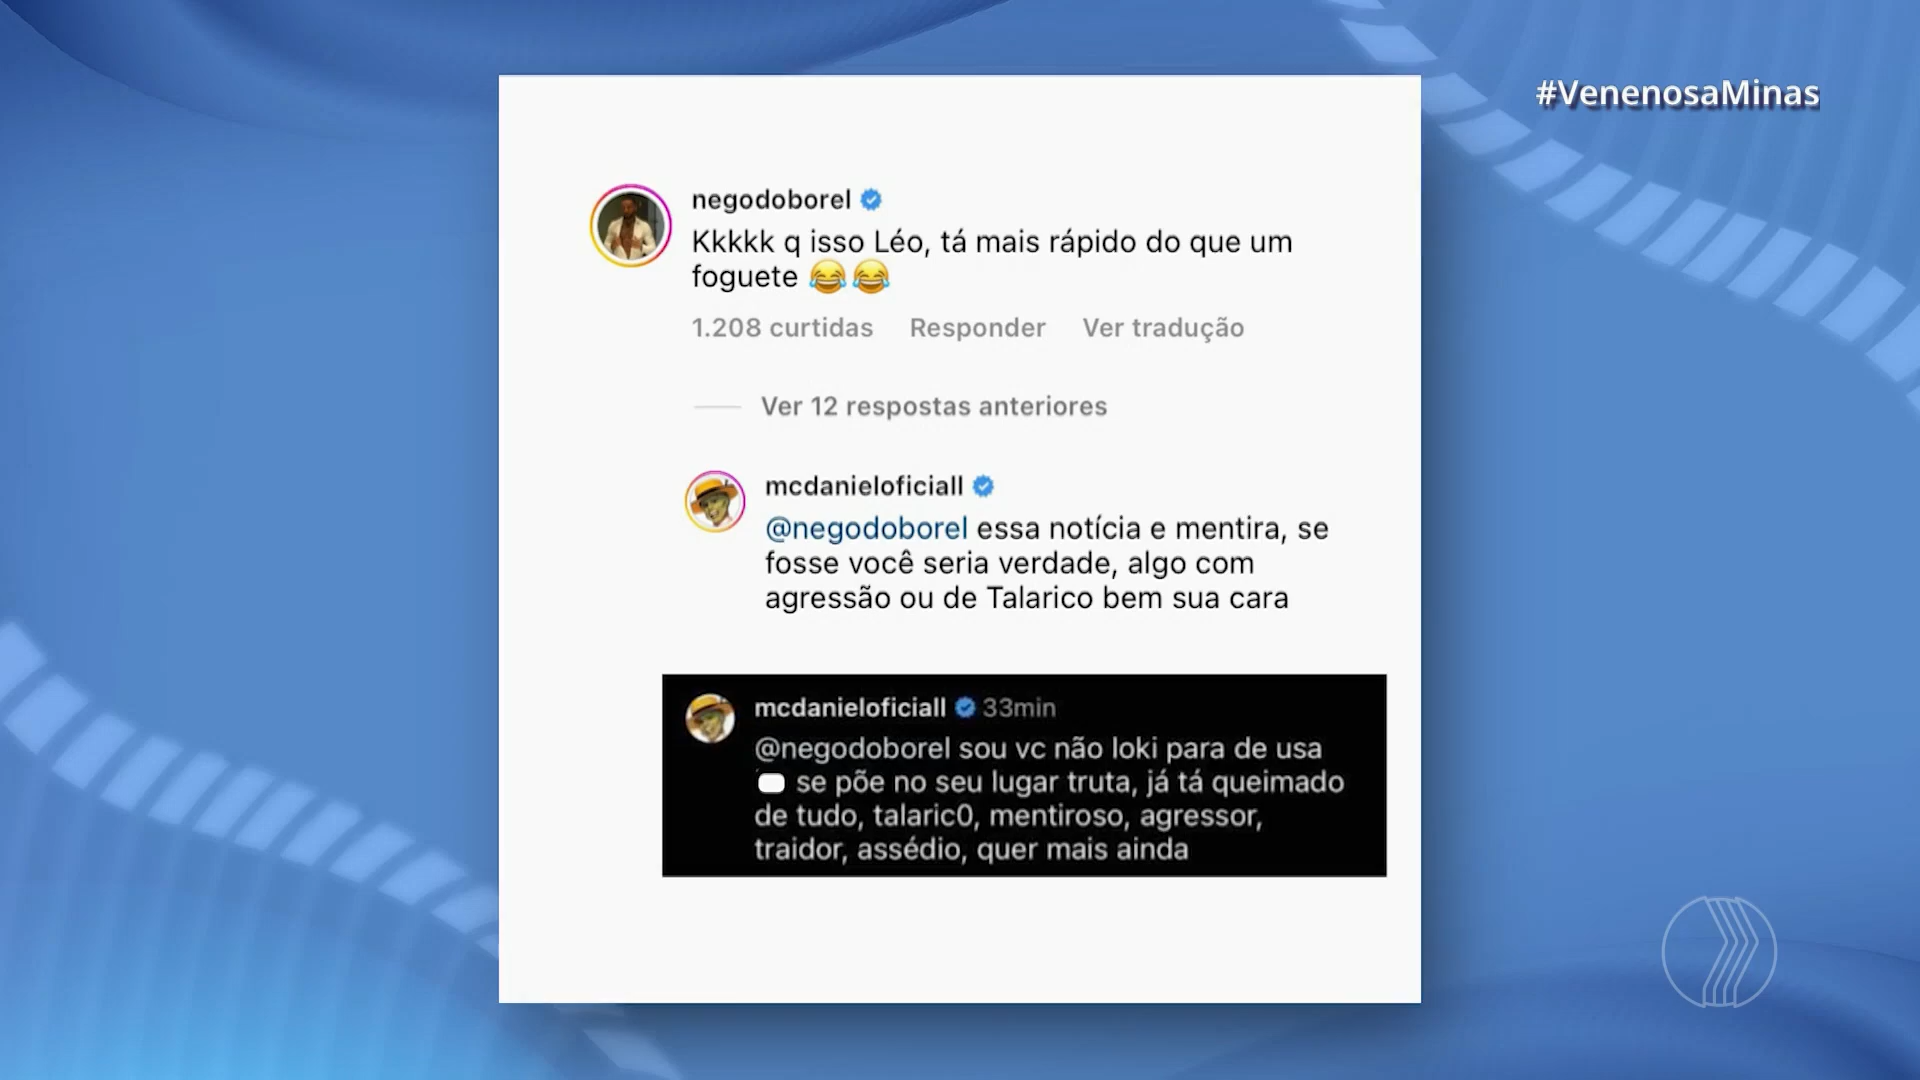 #VenenosaMinas
negodoborel
Kkkkk q isso Léo, tá mais rápido do que um
foguete 😂😂
1.208 curtidas Responder Ver tradução
Ver 12 respostas anteriores
mcdanieloficiall
@negodoborel essa notícia e mentira, se
fosse você seria verdade, algo com
agressão ou de Talarico bem sua cara
mcdanieloficiall 33min
@negodoborel sou vc não loki para de usa
se põe no seu lugar truta, já tá queimado
de tudo, talaric0, mentiroso, agressor,
traidor, assédio, quer mais ainda